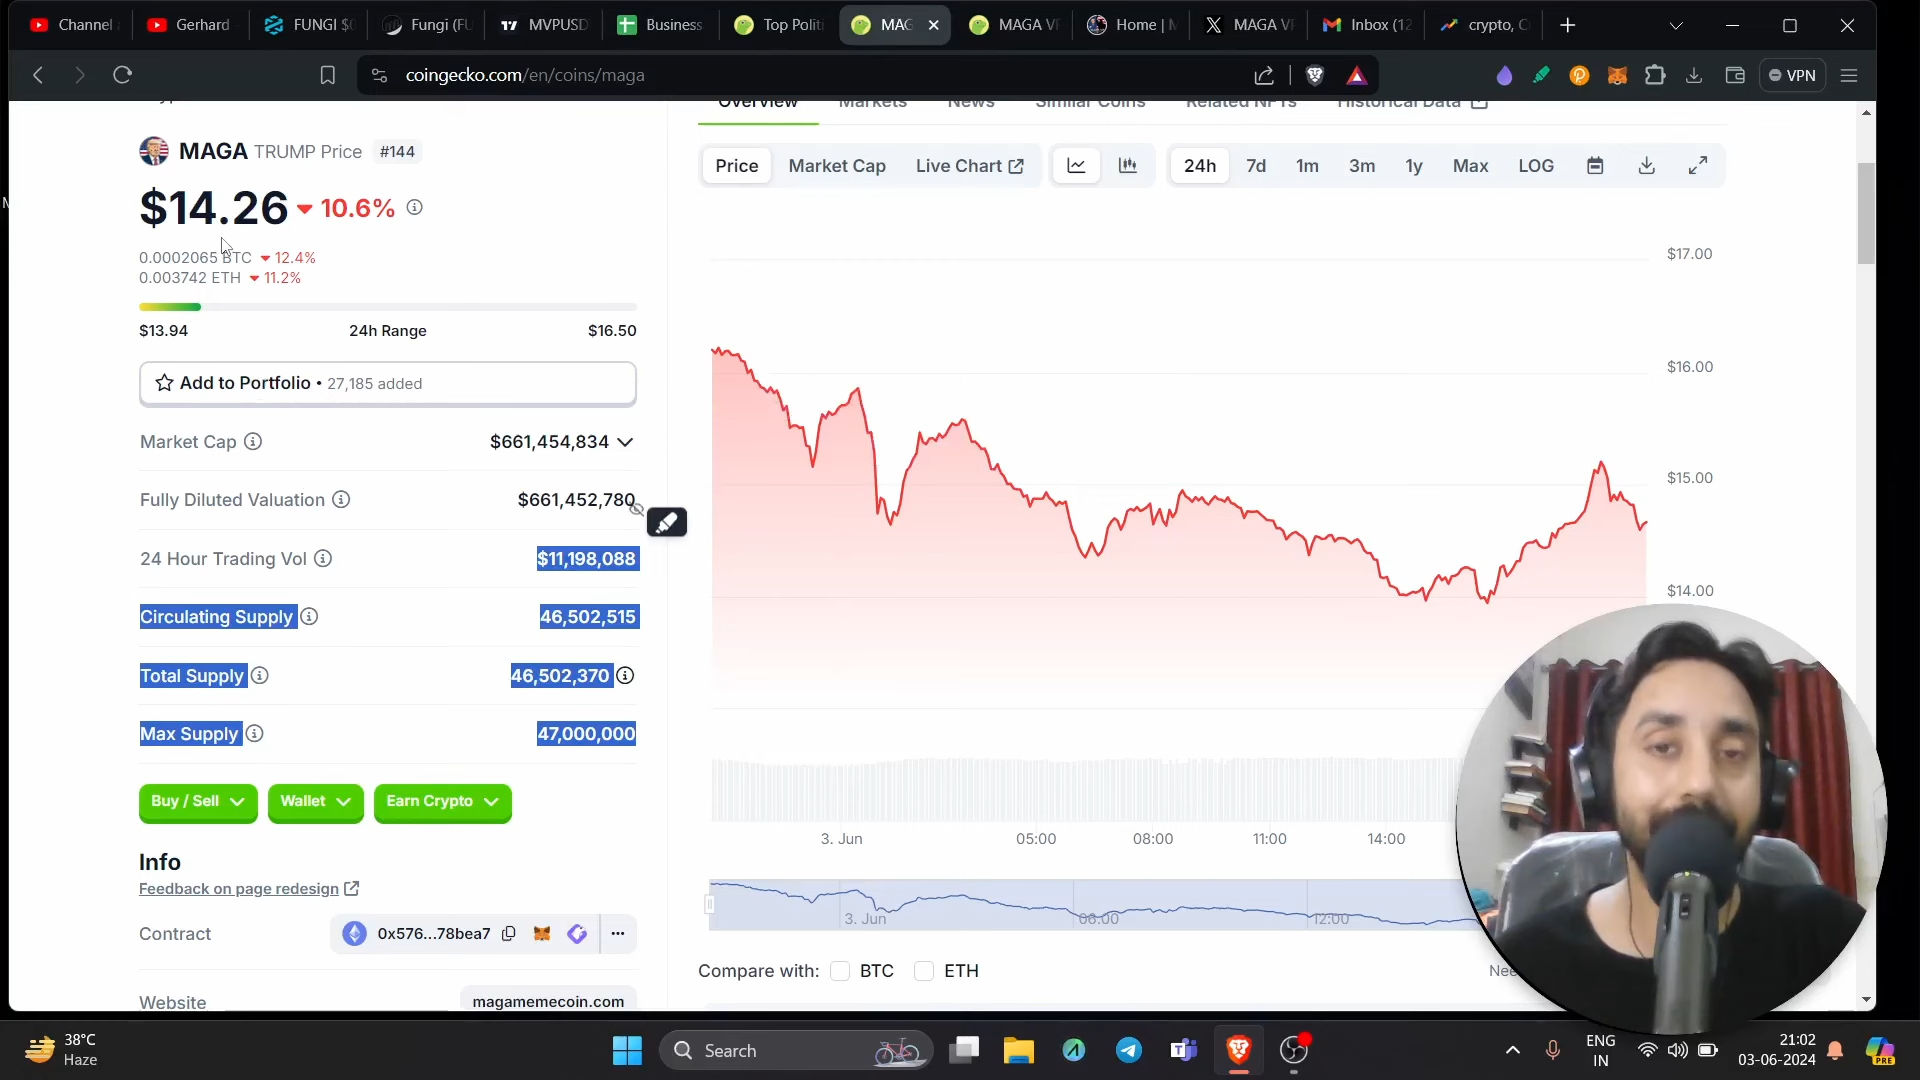 Channel
Gerhard
FUNGI $0
Fungi (FU
MVPUSD
Business
Top Polit
MAG
MAGA VP
Home | M
MAGA VP
Inbox (12
crypto, C
coingecko.com/en/coins/maga
VPN
Overview
Markets
News
Similar Coins
Related NFTs
Historical Data
MAGA TRUMP Price #144
$14.26 10.6%
0.0002065 BTC 12.4%
0.003742 ETH 11.2%
$13.94 24h Range $16.50
Add to Portfolio • 27,185 added
Market Cap $661,454,834
Fully Diluted Valuation $661,452,780
24 Hour Trading Vol $11,198,088
Circulating Supply 46,502,515
Total Supply 46,502,370
Max Supply 47,000,000
Buy / Sell Wallet Earn Crypto
Info
Feedback on page redesign
Contract 0x576...78bea7
Website magamemecoin.com
Price Market Cap Live Chart 24h 7d 1m 3m 1y Max LOG
$17.00
$16.00
$15.00
$14.00
3. Jun 05:00 08:00 11:00 14:00
3. Jun 06:00 12:00
Compare with: BTC ETH
38°C
Haze
Search
ENG
IN
21:02
03-06-2024
PRE